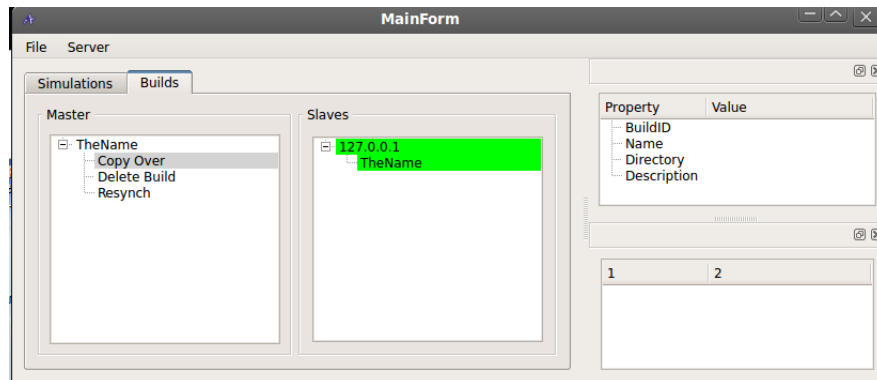 MainForm
File Server
Simulations Builds
Master
TheName
Copy Over
Delete Build
Resynch
Slaves
127.0.0.1
TheName
Property Value
BuildID
Name
Directory
Description
1 2